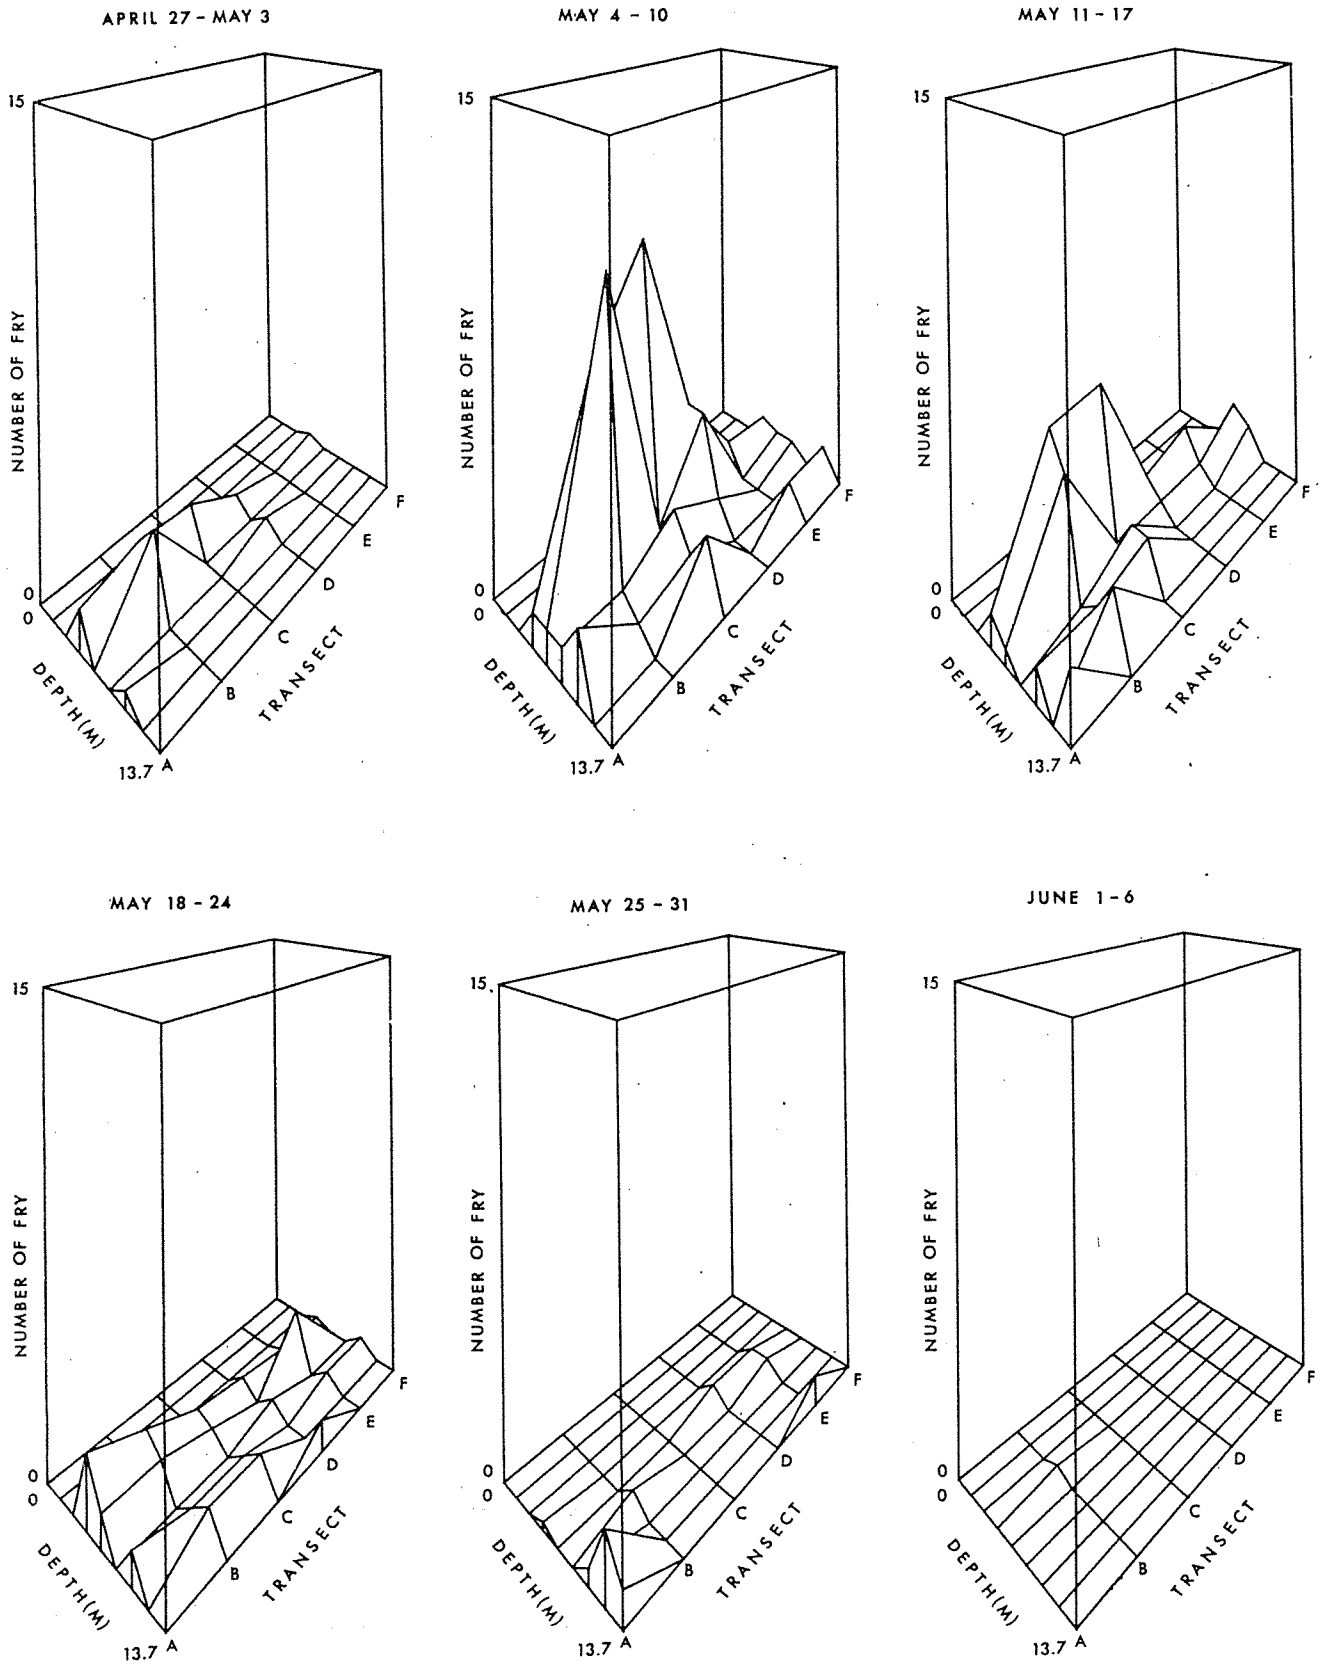 APRIL 27 - MAY 3
15
NUMBER OF FRY
0
0
DEPTH(M)
13.7
A
B
C
D
E
F
TRANSECT
MAY 4 - 10
15
NUMBER OF FRY
0
0
DEPTH(M)
13.7
A
B
C
D
E
F
TRANSECT
MAY 11 - 17
15
NUMBER OF FRY
0
0
DEPTH(M)
13.7
A
B
C
D
E
F
TRANSECT
MAY 18 - 24
15
NUMBER OF FRY
0
0
DEPTH(M)
13.7
A
B
C
D
E
F
TRANSECT
MAY 25 - 31
15
NUMBER OF FRY
0
0
DEPTH(M)
13.7
A
B
C
D
E
F
TRANSECT
JUNE 1 - 6
15
NUMBER OF FRY
0
0
DEPTH(M)
13.7
A
B
C
D
E
F
TRANSECT